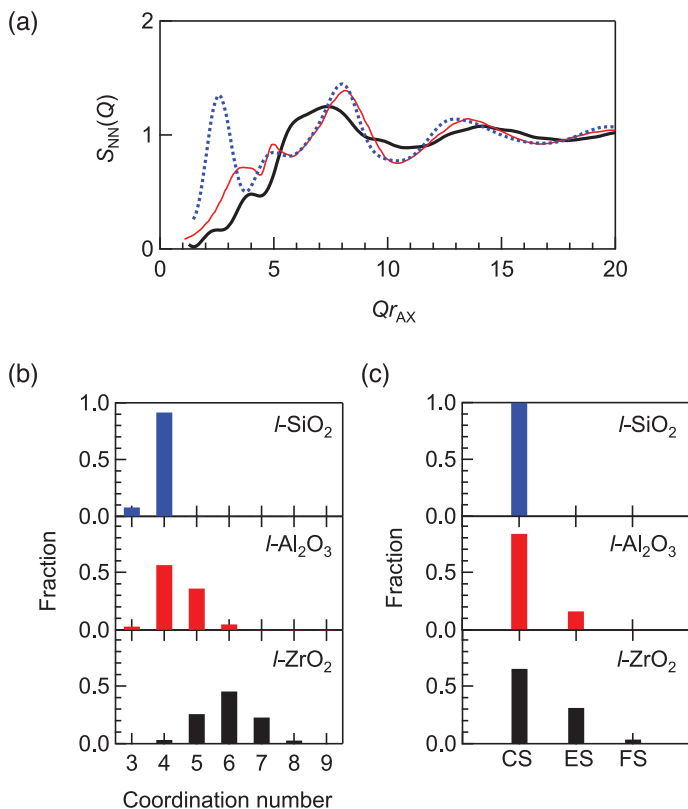 (a)
2
1
0
S_NN(Q)
0 5 10 15 20
Qr_AX
(b)
1.0
0.5
0.0
l-SiO₂
0.5
0.0
l-Al₂O₃
0.5
0.0
l-ZrO₂
3 4 5 6 7 8 9
Fraction
Coordination number
(c)
1.0
0.5
0.0
l-SiO₂
0.5
0.0
l-Al₂O₃
0.5
0.0
l-ZrO₂
CS ES FS
Fraction